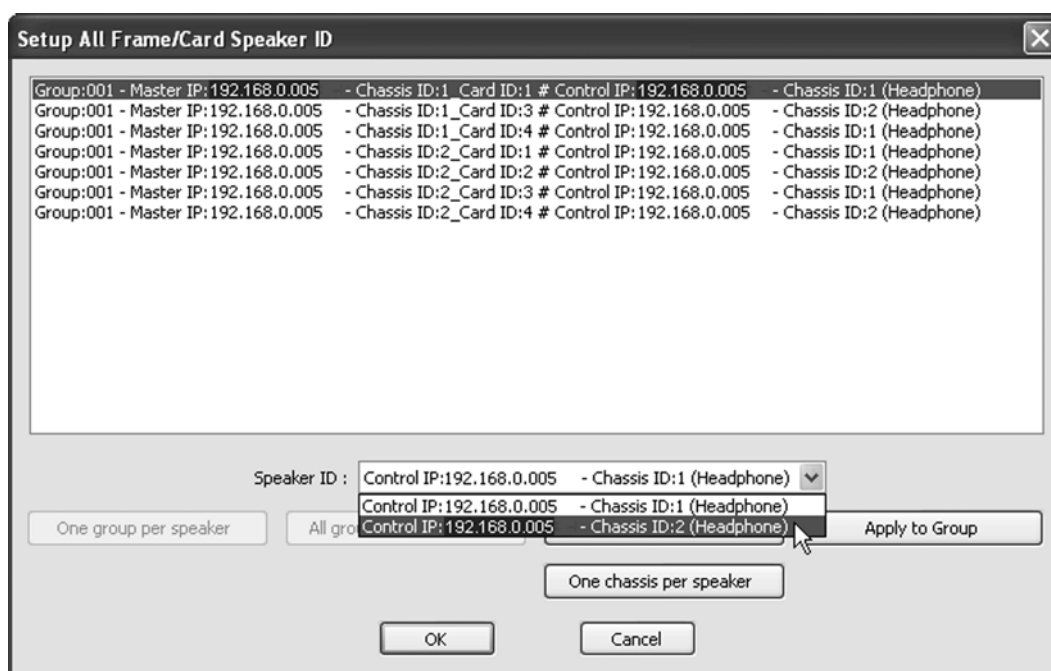 Setup All Frame/Card Speaker ID
Group:001 - Master IP:192.168.0.005 - Chassis ID:1_Card ID:1 # Control IP:192.168.0.005 - Chassis ID:1 (Headphone)
Group:001 - Master IP:192.168.0.005 - Chassis ID:1_Card ID:3 # Control IP:192.168.0.005 - Chassis ID:2 (Headphone)
Group:001 - Master IP:192.168.0.005 - Chassis ID:1_Card ID:4 # Control IP:192.168.0.005 - Chassis ID:1 (Headphone)
Group:001 - Master IP:192.168.0.005 - Chassis ID:2_Card ID:1 # Control IP:192.168.0.005 - Chassis ID:1 (Headphone)
Group:001 - Master IP:192.168.0.005 - Chassis ID:2_Card ID:2 # Control IP:192.168.0.005 - Chassis ID:2 (Headphone)
Group:001 - Master IP:192.168.0.005 - Chassis ID:2_Card ID:3 # Control IP:192.168.0.005 - Chassis ID:1 (Headphone)
Group:001 - Master IP:192.168.0.005 - Chassis ID:2_Card ID:4 # Control IP:192.168.0.005 - Chassis ID:2 (Headphone)
Speaker ID : Control IP:192.168.0.005 - Chassis ID:1 (Headphone)
Control IP:192.168.0.005 - Chassis ID:1 (Headphone)
Control IP:192.168.0.005 - Chassis ID:2 (Headphone)
One group per speaker All gro Apply to Group
One chassis per speaker
OK Cancel